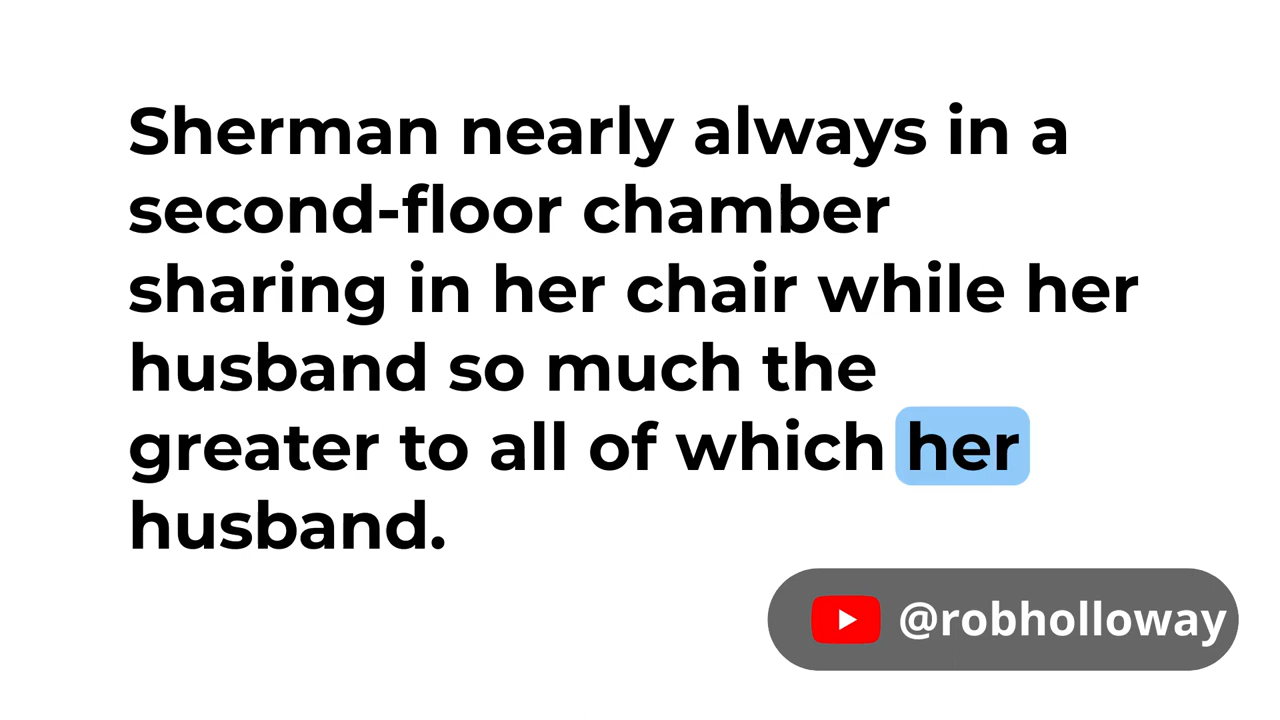 Sherman nearly always in a
second-floor chamber
sharing in her chair while her
husband so much the
greater to all of which her
husband.
@robholloway